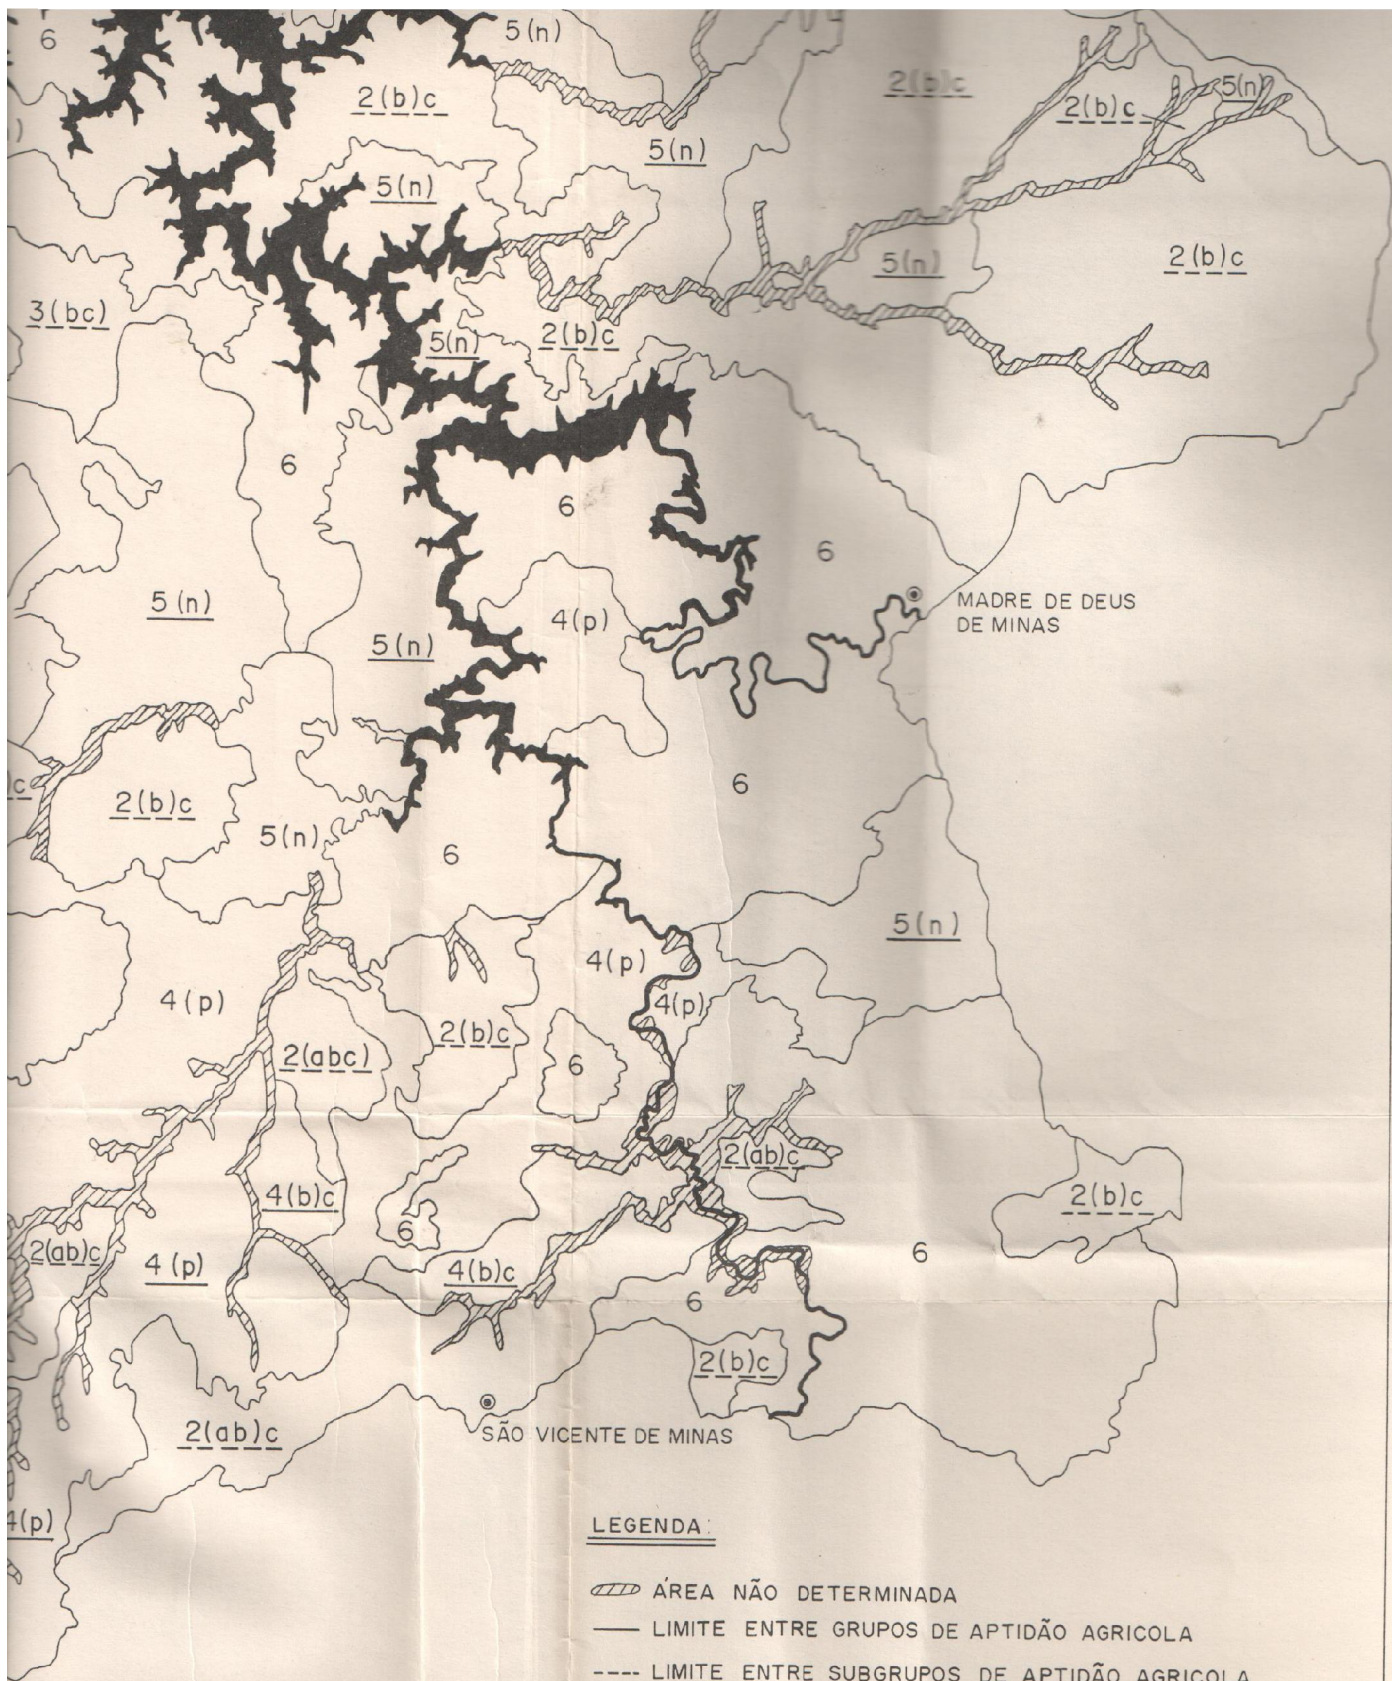 6
5(n)
2(b)c
2(b)c
2(b)c
5(n)
)
5(n)
5(n)
5(n)
2(b)c
3(bc)
5(n)
2(b)c
6
6
6
5(n)
4(p)
MADRE DE DEUS
DE MINAS
5(n)
6
c
2(b)c
5(n)
6
5(n)
4(p)
4(p)
4(p)
2(abc)
2(b)c
6
2(ab)c
4(b)c
2(b)c
6
2(ab)c
4(p)
4(b)c
6
6
2(b)c
2(ab)c
SÃO VICENTE DE MINAS
4(p)
LEGENDA:
ÁREA NÃO DETERMINADA
LIMITE ENTRE GRUPOS DE APTIDÃO AGRICOLA
LIMITE ENTRE SUBGRUPOS DE APTIDÃO AGRICOLA